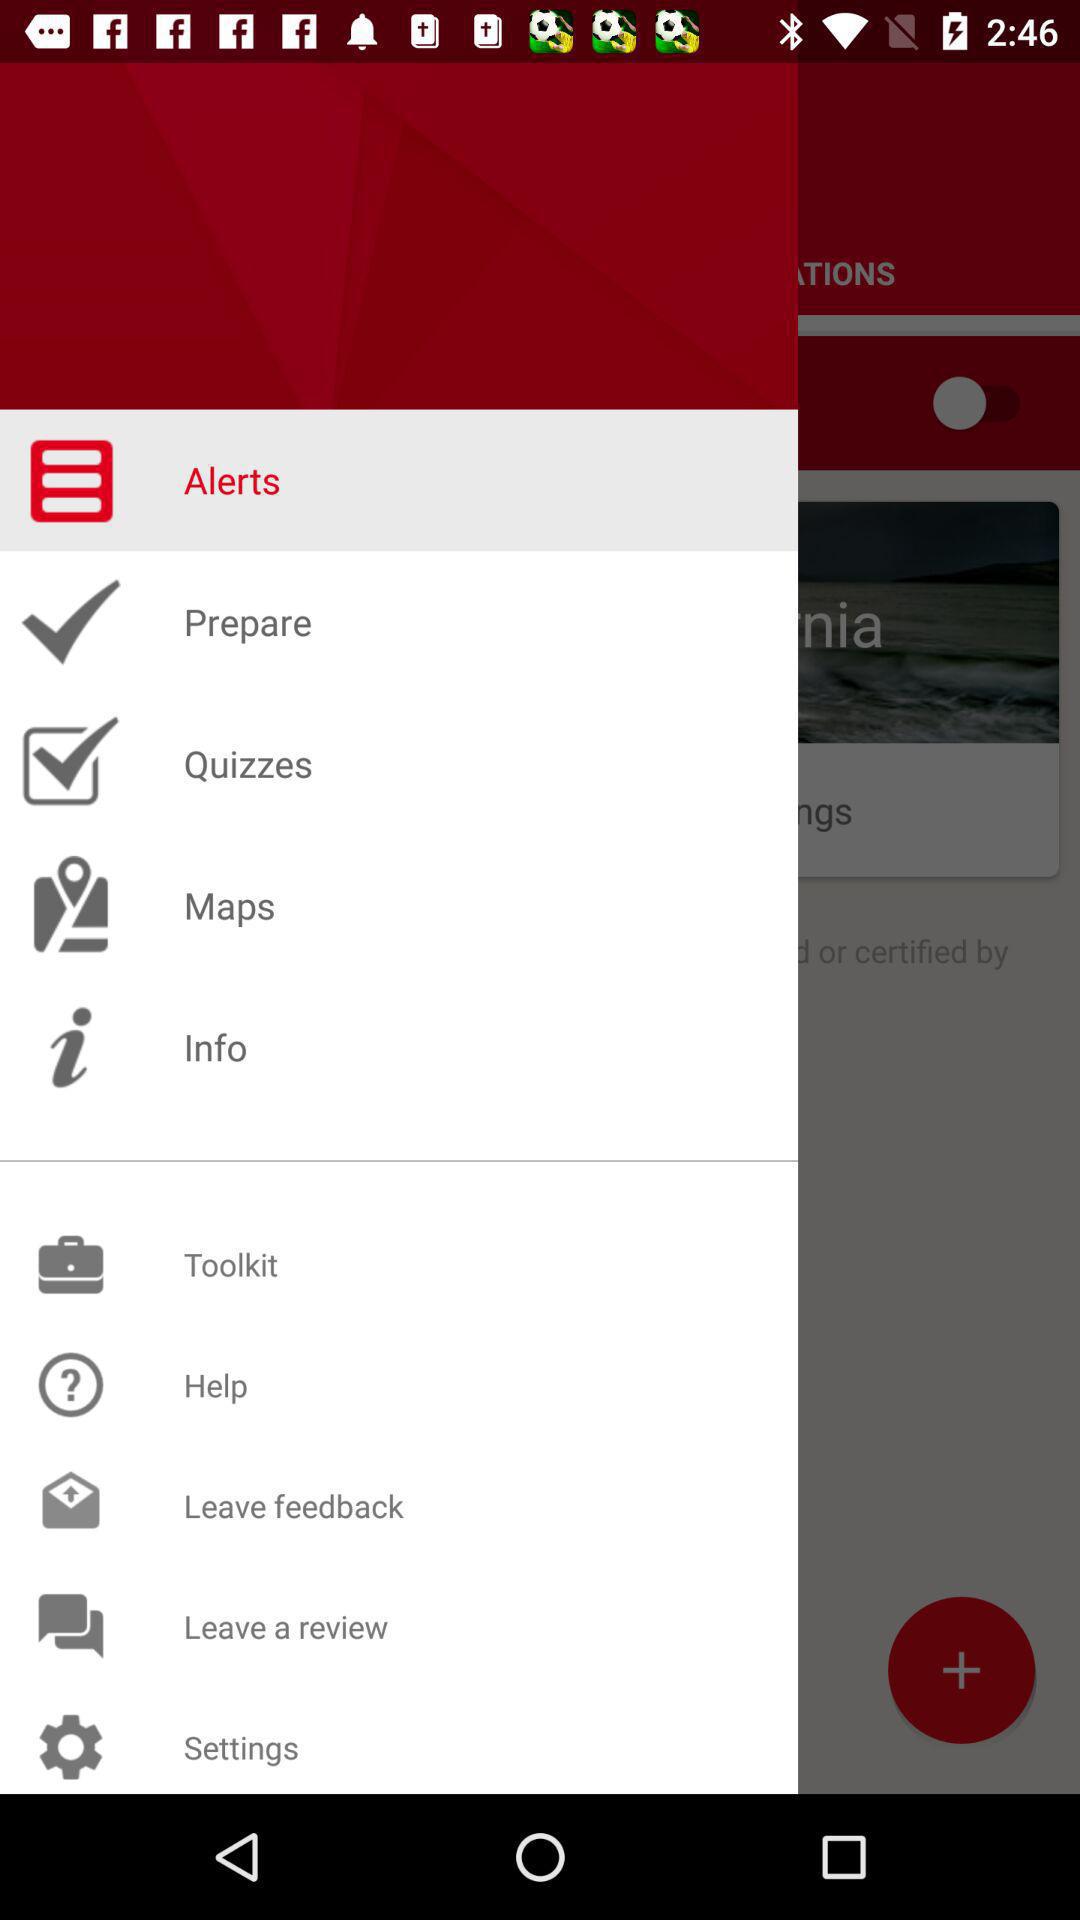 2:46
ATIONS
Alerts
Prepare
rnia
Quizzes
ngs
Maps
d or certified by
Info
Toolkit
Help
Leave feedback
Leave a review
Settings